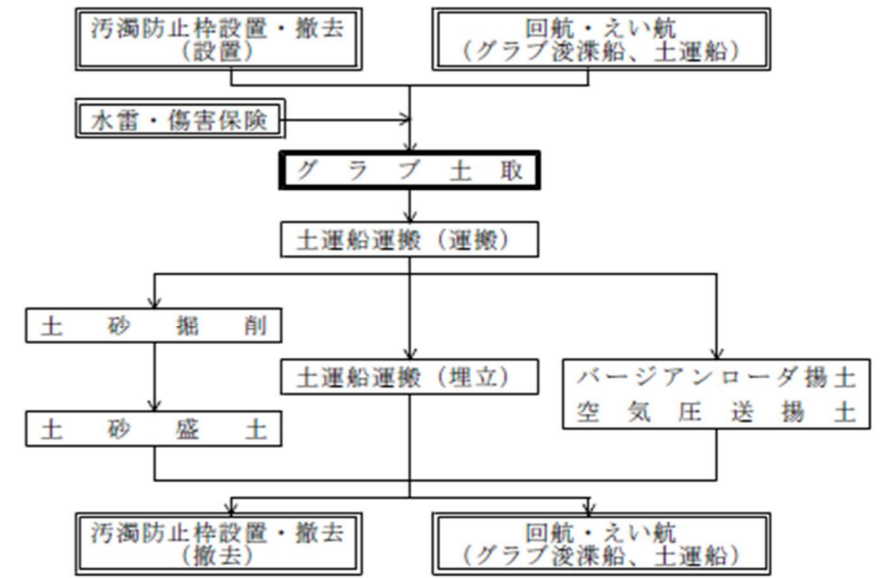 汚濁防止枠設置・撤去
（設置）
回航・えい航
（グラブ浚渫船、土運船）
水雷・傷害保険
グラブ土取
土運船運搬（運搬）
土砂掘削
土運船運搬（埋立）
バージアンローダ揚土
空気圧送揚土
土砂盛土
汚濁防止枠設置・撤去
（撤去）
回航・えい航
（グラブ浚渫船、土運船）